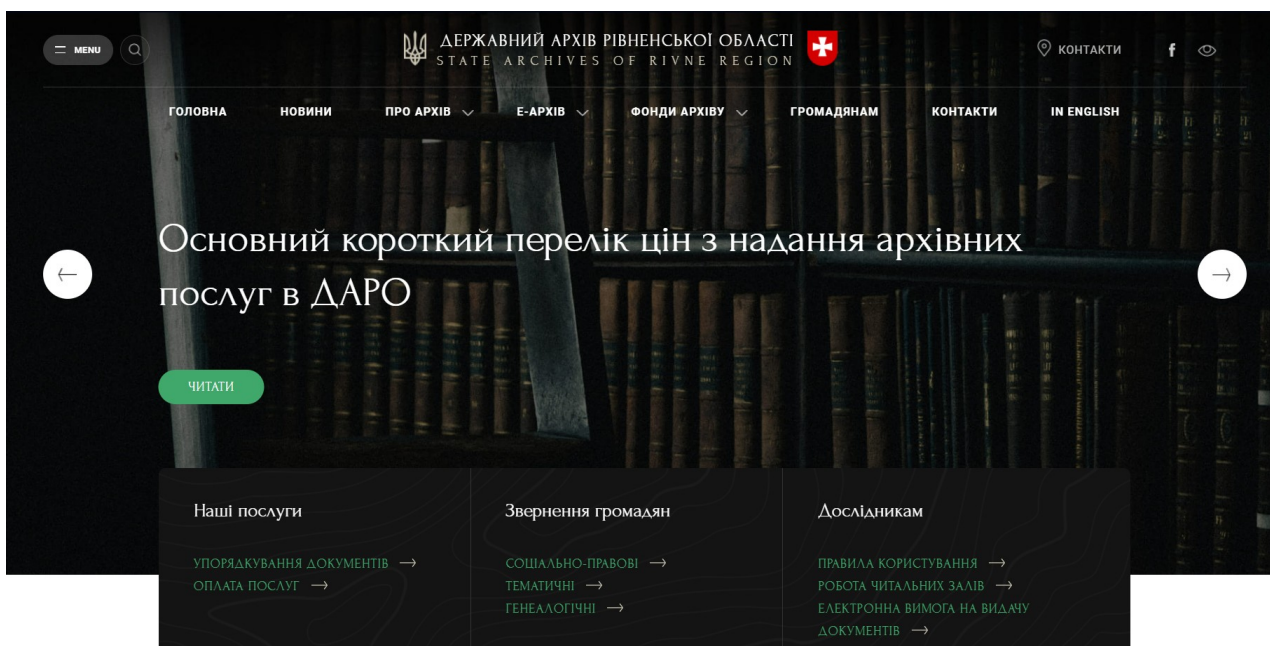 MENU
ДЕРЖАВНИЙ АРХІВ РІВНЕНСЬКОЇ ОБЛАСТІ
STATE ARCHIVES OF RIVNE REGION
КОНТАКТИ
f
ГОЛОВНА
НОВИНИ
ПРО АРХІВ
Е-АРХІВ
ФОНДИ АРХІВУ
ГРОМАДЯНАМ
КОНТАКТИ
IN ENGLISH
Основний короткий перелік цін з надання архівних
послуг в ДАРО
ЧИТАТИ
Наші послуги
УПОРЯДКУВАННЯ ДОКУМЕНТІВ
ОПЛАТА ПОСЛУГ
Звернення громадян
СОЦІАЛЬНО-ПРАВОВІ
ТЕМАТИЧНІ
ГЕНЕАЛОГІЧНІ
Дослідникам
ПРАВИЛА КОРИСТУВАННЯ
РОБОТА ЧИТАЛЬНИХ ЗАЛІВ
ЕЛЕКТРОННА ВИМОГА НА ВИДАЧУ
ДОКУМЕНТІВ